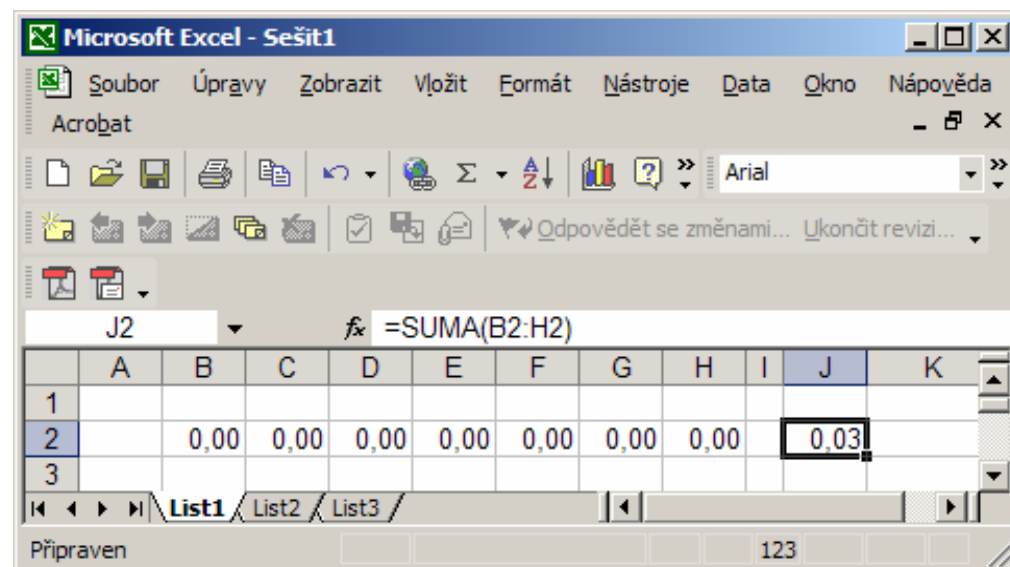 Microsoft Excel - Sešit1
Soubor Úpravy Zobrazit Vložit Formát Nástroje Data Okno Nápověda
Acrobat
Arial
Odpovědět se změnami... Ukončit revizi...
J2 fx =SUMA(B2:H2)
A B C D E F G H I J K
1
2 0,00 0,00 0,00 0,00 0,00 0,00 0,00 0,03
3
List1 List2 List3
Připraven 123